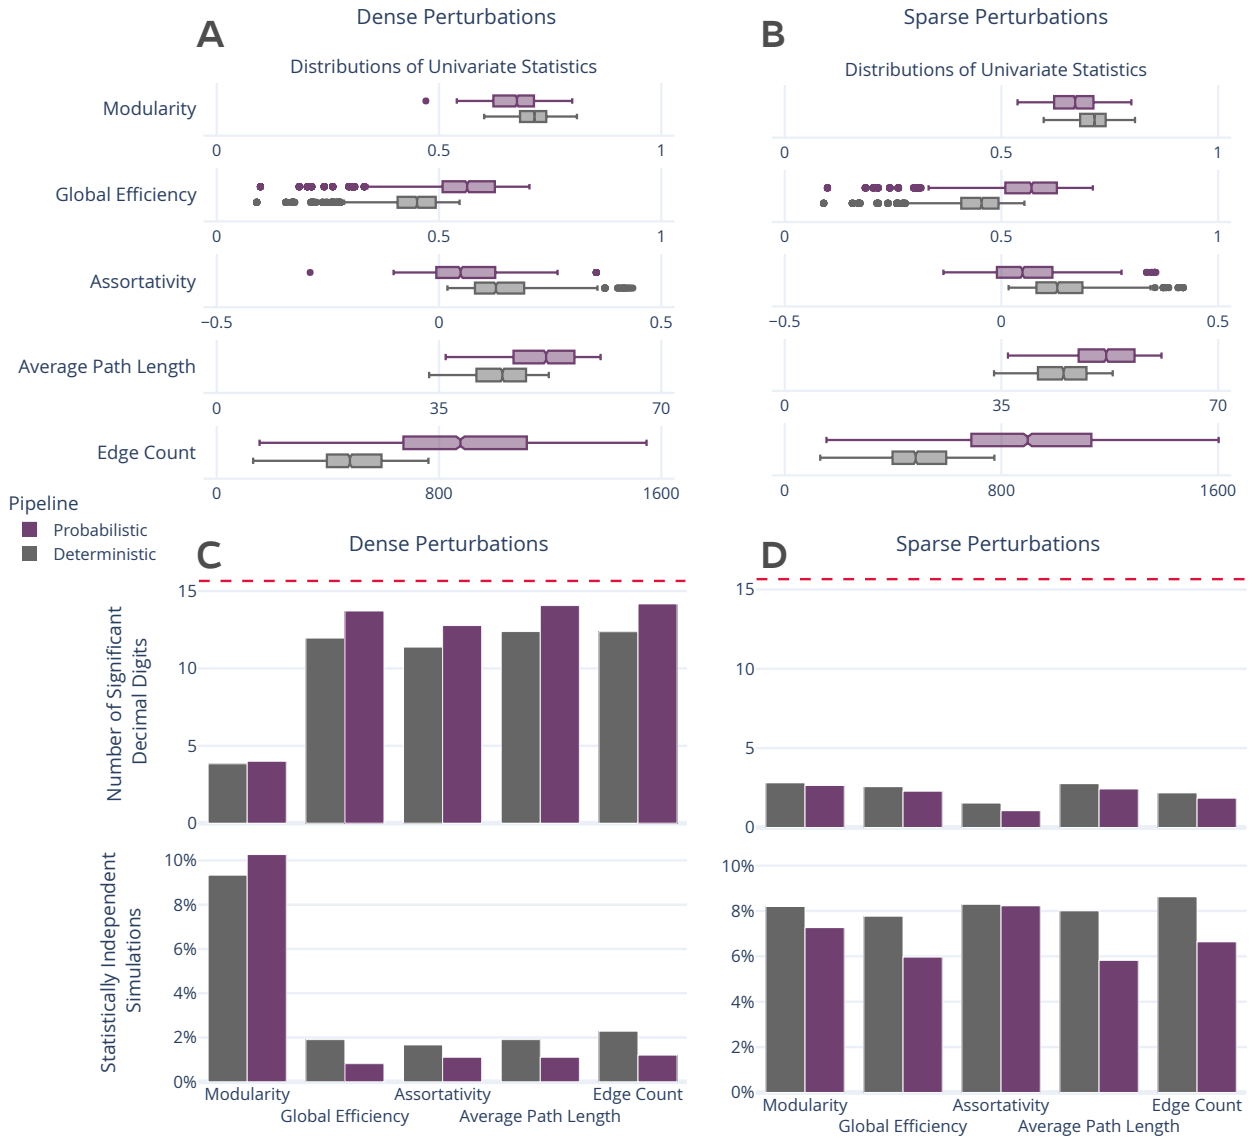 A
Dense Perturbations
Distributions of Univariate Statistics
Modularity
0 0.5 1
Global Efficiency
0 0.5 1
Assortativity
−0.5 0 0.5
Average Path Length
0 35 70
Edge Count
0 800 1600
B
Sparse Perturbations
Distributions of Univariate Statistics
0 0.5 1
0 0.5 1
−0.5 0 0.5
0 35 70
0 800 1600
Pipeline
Probabilistic
Deterministic
C
Dense Perturbations
Number of Significant
Decimal Digits
15
10
5
0
Statistically Independent
Simulations
10%
8%
6%
4%
2%
0%
Modularity
Global Efficiency
Assortativity
Average Path Length
Edge Count
D
Sparse Perturbations
15
10
5
0
10%
8%
6%
4%
2%
0%
Modularity
Global Efficiency
Assortativity
Average Path Length
Edge Count